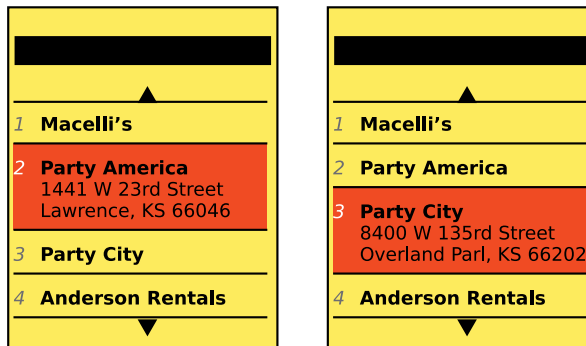 1 Macelli's
2 Party America
1441 W 23rd Street
Lawrence, KS 66046
3 Party City
4 Anderson Rentals
1 Macelli's
2 Party America
3 Party City
8400 W 135rd Street
Overland Parl, KS 66202
4 Anderson Rentals